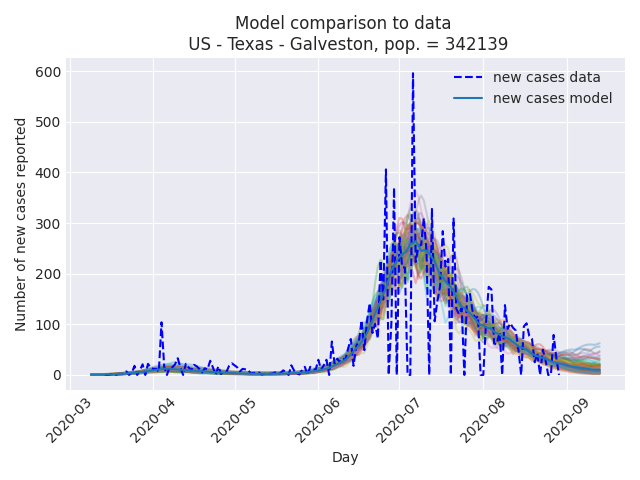 Model comparison to data
US - Texas - Galveston, pop. = 342139
new cases data
new cases model
Number of new cases reported
600
500
400
300
200
100
0
2020-03
2020-04
2020-05
2020-06
2020-07
2020-08
2020-09
Day